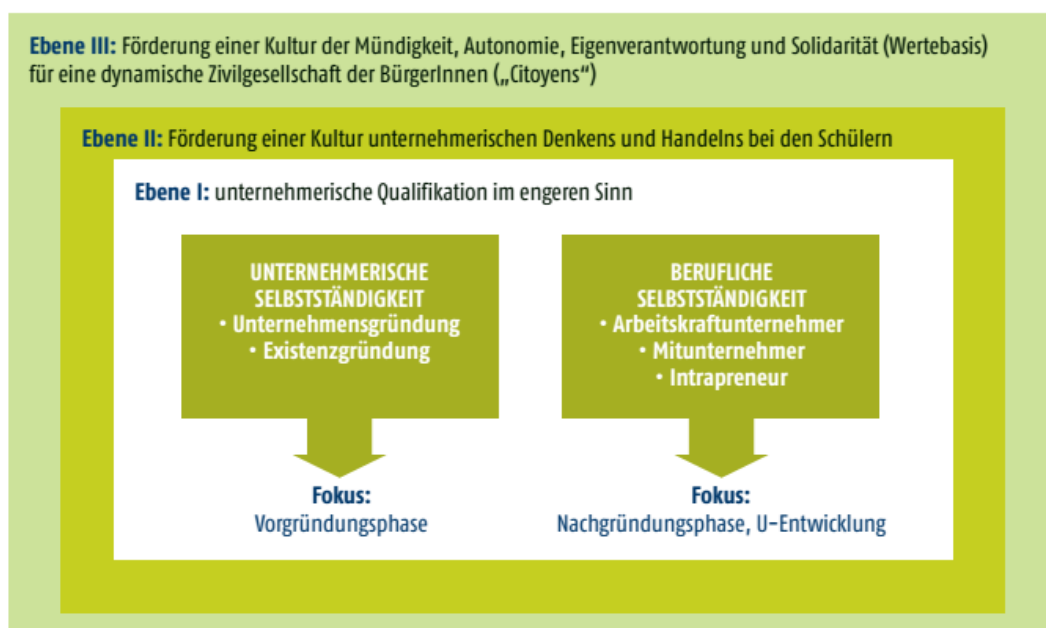 Ebene III: Förderung einer Kultur der Mündigkeit, Autonomie, Eigenverantwortung und Solidarität (Wertebasis)
für eine dynamische Zivilgesellschaft der BürgerInnen („Citoyens“)
Ebene II: Förderung einer Kultur unternehmerischen Denkens und Handelns bei den Schülern
Ebene I: unternehmerische Qualifikation im engeren Sinn
UNTERNEHMERISCHE
SELBSTSTÄNDIGKEIT
• Unternehmensgründung
• Existenzgründung
Fokus:
Vorgründungsphase
BERUFLICHE
SELBSTSTÄNDIGKEIT
• Arbeitskraftunternehmer
• Mitunternehmer
• Intrapreneur
Fokus:
Nachgründungsphase, U-Entwicklung